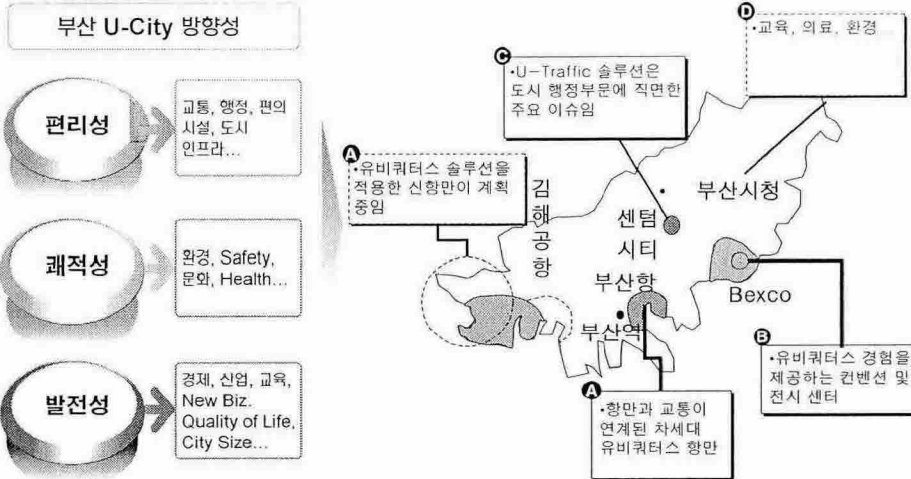 부산 U-City 방향성
편리성
교통, 행정, 편의
시설, 도시
인프라...
쾌적성
환경, Safety,
문화, Health...
발전성
경제, 산업, 교육,
New Biz.
Quality of Life,
City Size...
D
•교육, 의료, 환경
C
•U-Traffic 솔루션은
도시 행정부문에 직면한
주요 이슈임
A
•유비쿼터스 솔루션을
적용한 신항만이 계획
중임
김해공항
센텀
시티
부산시청
부산항
Bexco
부산역
B
•유비쿼터스 경험을
제공하는 컨벤션 및
전시 센터
A
•항만과 교통이
연계된 차세대
유비쿼터스 항만